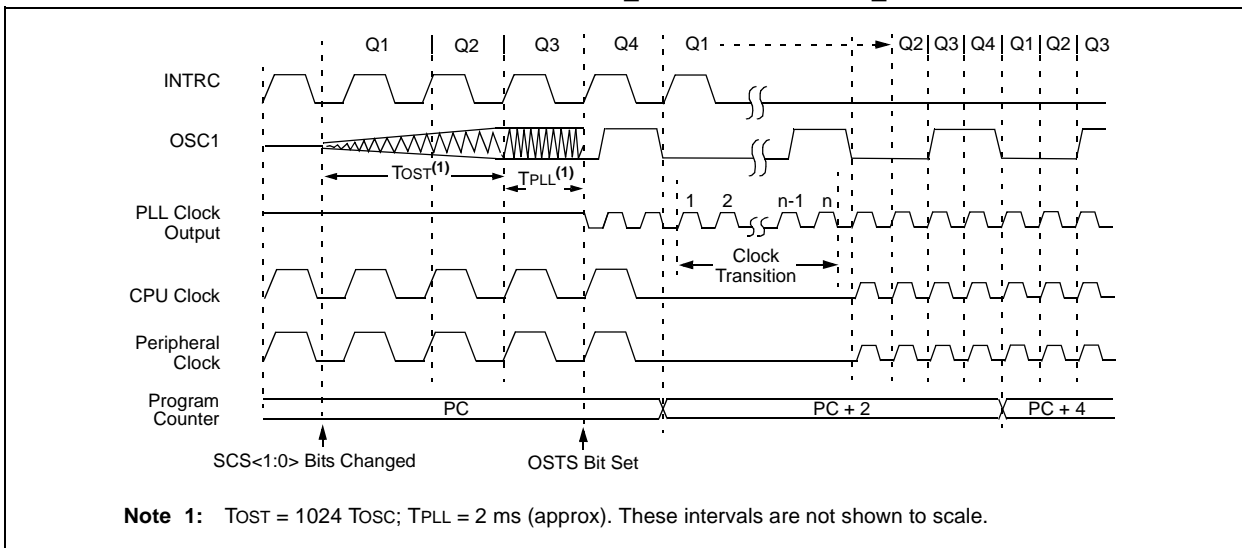 Q1 Q2 Q3 Q4 Q1 Q2 Q3 Q4 Q1 Q2 Q3
INTRC
OSC1
TOST(1) TPLL(1)
1 2 n-1 n
PLL Clock
Output
Clock
Transition
CPU Clock
Peripheral
Clock
Program
Counter
PC PC + 2 PC + 4
SCS<1:0> Bits Changed OSTS Bit Set
Note 1: TOST = 1024 TOSC; TPLL = 2 ms (approx). These intervals are not shown to scale.